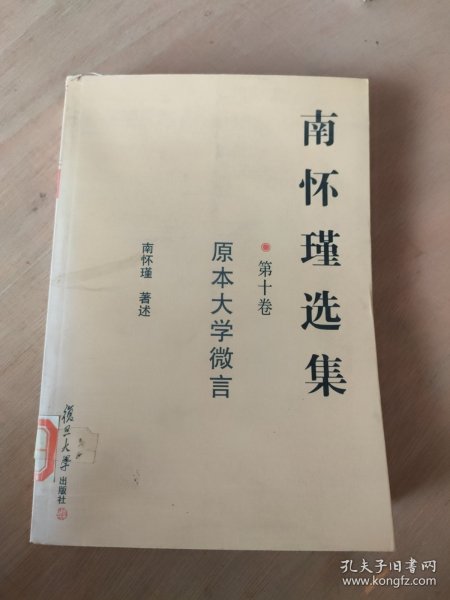 南怀瑾选集
第十卷
原本大学微言
南怀瑾 著述
復旦大学
出版社
孔夫子旧书网
www.kongfz.com